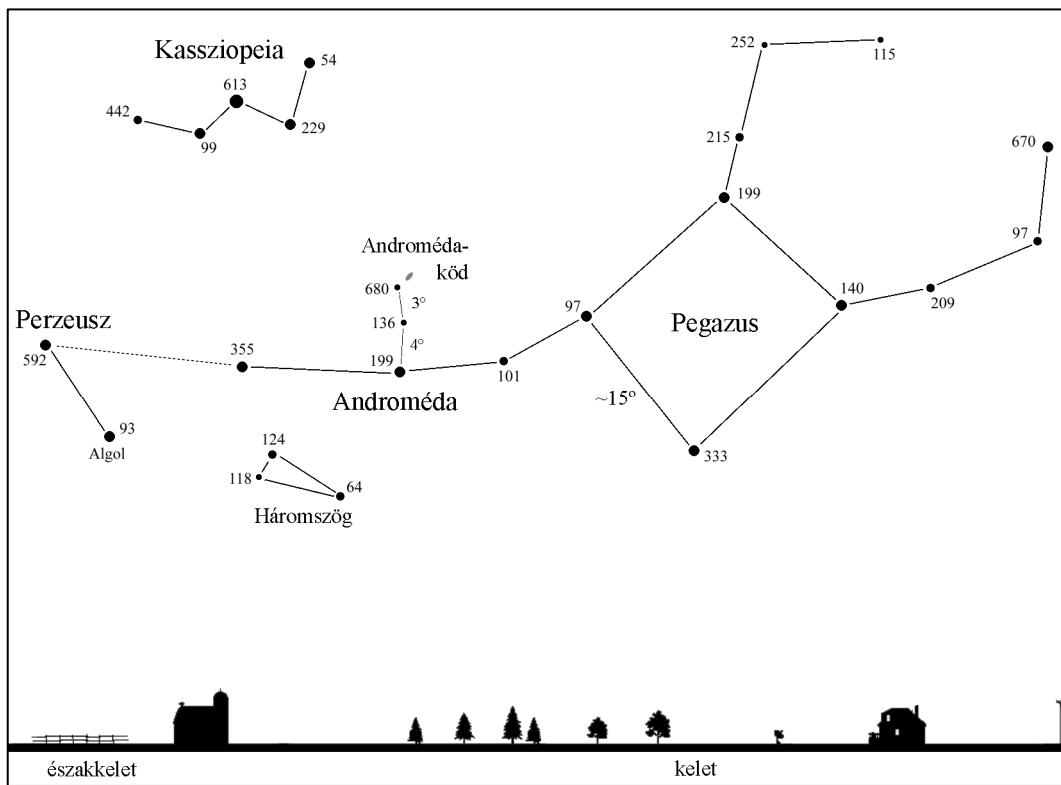 Kassziopeia
54
613
442
229
99
252
115
215
670
199
97
Androméda-
köd
680
3°
136
4°
199
Perzeusz
592
355
97
101
Androméda
Pegazus
140
209
~15°
333
93
Algol
124
118
64
Háromszög
északkelet
kelet